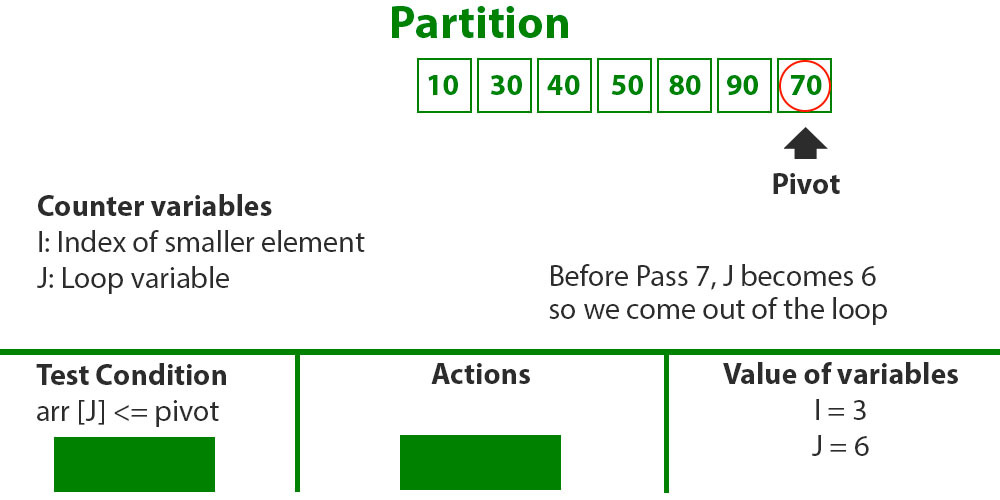 Partition
10 30 40 50 80 90 70
Pivot
Counter variables
I: Index of smaller element
J: Loop variable
Before Pass 7, J becomes 6
so we come out of the loop
Test Condition
arr [J] <= pivot
Actions
Value of variables
I = 3
J = 6